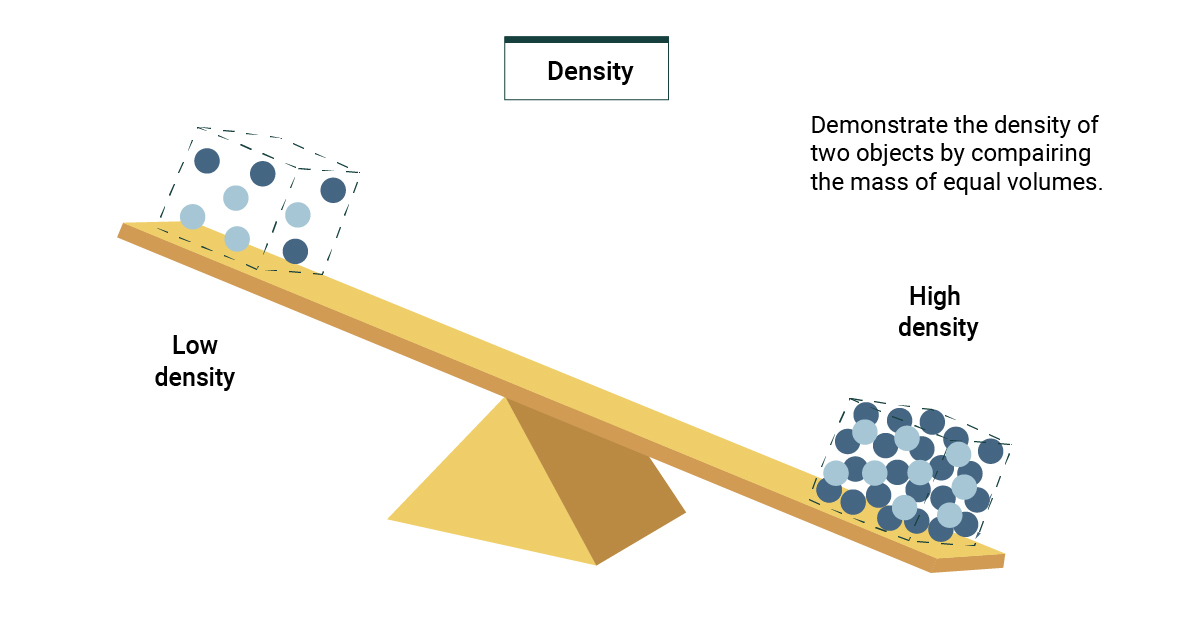 Density
Demonstrate the density of
two objects by compairing
the mass of equal volumes.
High
density
Low
density